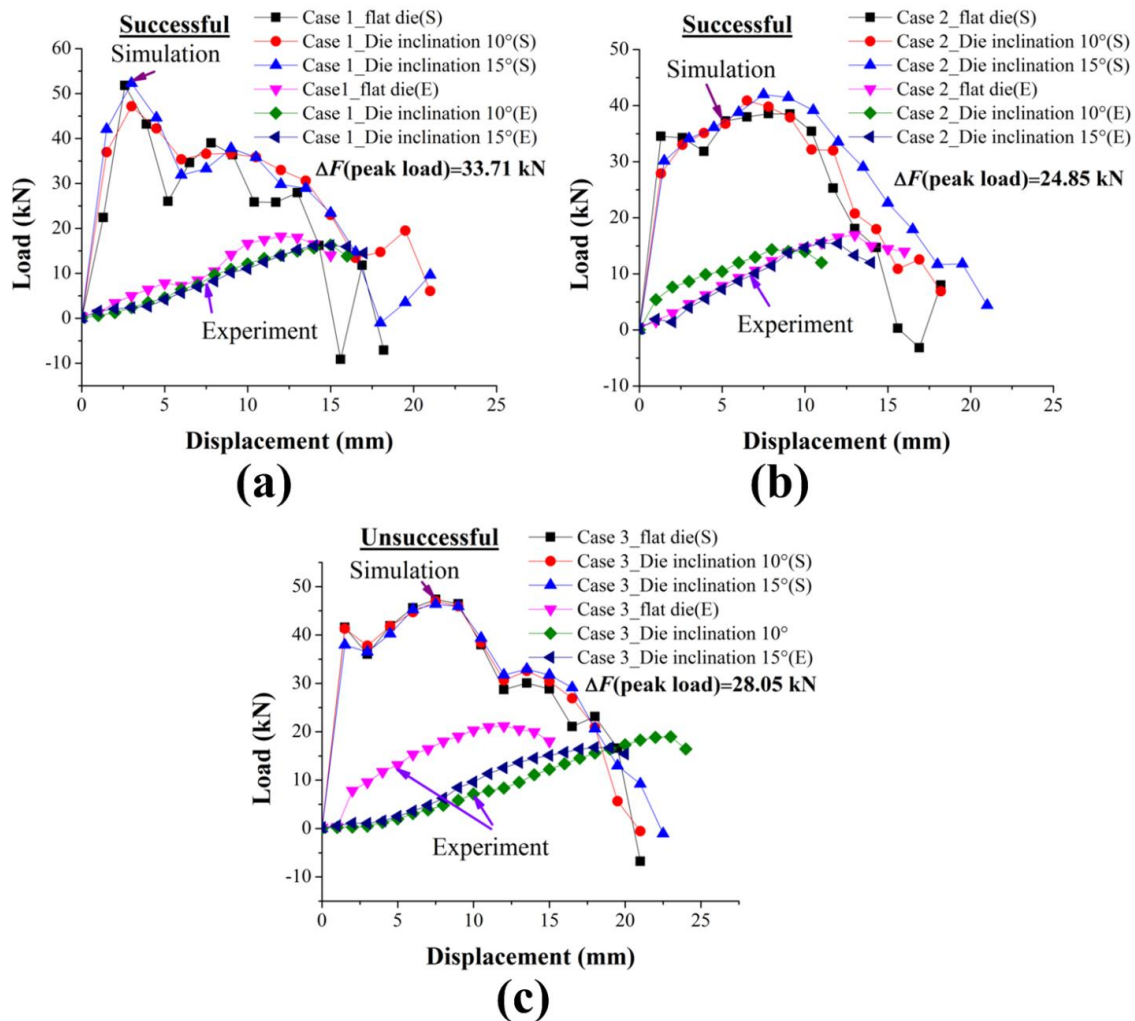 Successful
Simulation
Case 1_flat die(S)
Case 1_Die inclination 10°(S)
Case 1_Die inclination 15°(S)
Case1_flat die(E)
Case 1_Die inclination 10°(E)
Case 1_Die inclination 15°(E)
ΔF(peak load)=33.71 kN
Experiment
Load (kN)
60
50
40
30
20
10
0
-10
0 5 10 15 20 25
Displacement (mm)
(a)
Successful
Simulation
Case 2_flat die(S)
Case 2_Die inclination 10°(S)
Case 2_Die inclination 15°(S)
Case 2_flat die(E)
Case 2_Die inclination 10°(E)
Case 2_Die inclination 15°(E)
ΔF(peak load)=24.85 kN
Experiment
Load (kN)
50
40
30
20
10
0
-10
0 5 10 15 20 25
Displacement (mm)
(b)
Unsuccessful
Simulation
Case 3_flat die(S)
Case 3_Die inclination 10°(S)
Case 3_Die inclination 15°(S)
Case 3_flat die(E)
Case 3_Die inclination 10°
Case 3_Die inclination 15°(E)
ΔF(peak load)=28.05 kN
Experiment
Load (kN)
50
40
30
20
10
0
-10
0 5 10 15 20 25
Displacement (mm)
(c)